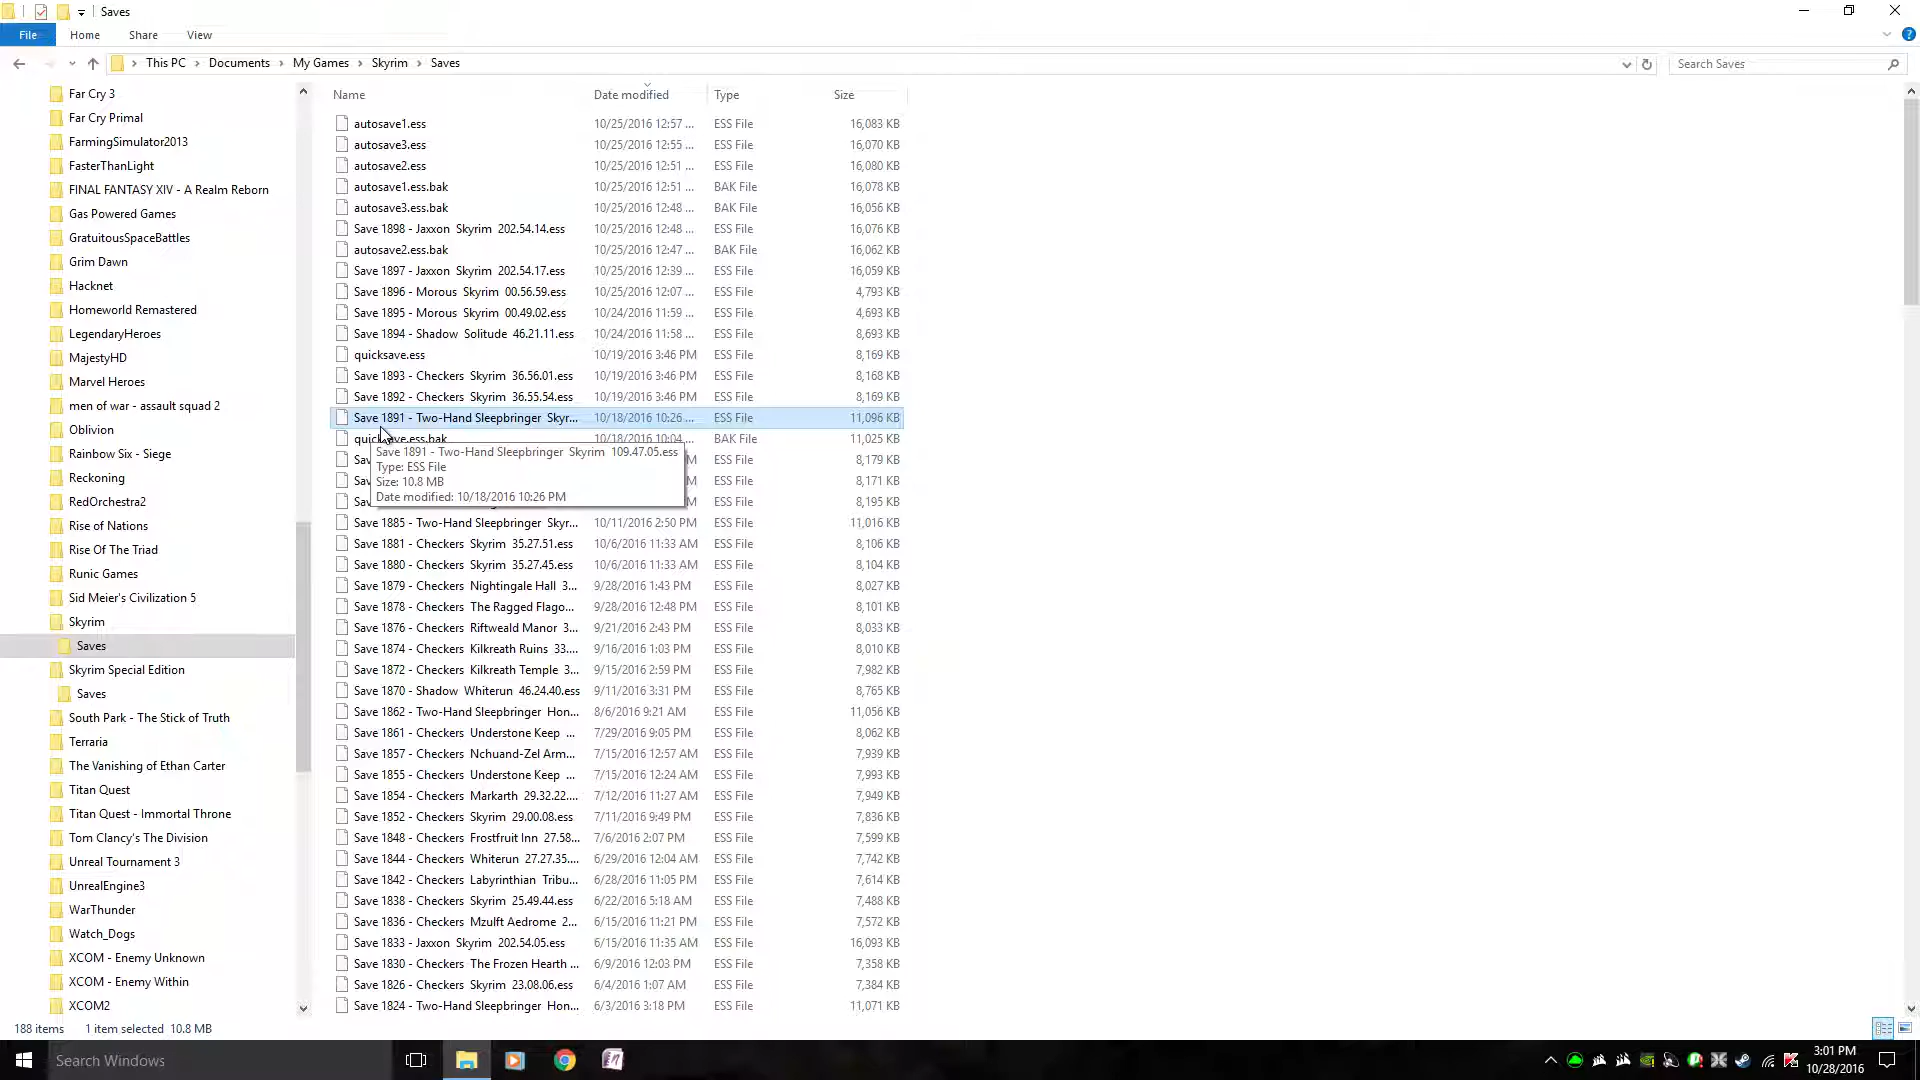 Saves
File
Home
Share
View
This PC
Documents
My Games
Skyrim
Saves
Search Saves
Far Cry 3
Far Cry Primal
FarmingSimulator2013
FasterThanLight
FINAL FANTASY XIV - A Realm Reborn
Gas Powered Games
GratuitousSpaceBattles
Grim Dawn
Hacknet
Homeworld Remastered
LegendaryHeroes
MajestyHD
Marvel Heroes
men of war - assault squad 2
Oblivion
Rainbow Six - Siege
Reckoning
RedOrchestra2
Rise of Nations
Rise Of The Triad
Runic Games
Sid Meier's Civilization 5
Skyrim
Saves
Skyrim Special Edition
Saves
South Park - The Stick of Truth
Terraria
The Vanishing of Ethan Carter
Titan Quest
Titan Quest - Immortal Throne
Tom Clancy's The Division
Unreal Tournament 3
UnrealEngine3
WarThunder
Watch_Dogs
XCOM - Enemy Unknown
XCOM - Enemy Within
XCOM2
Name Date modified Type Size
autosave1.ess 10/25/2016 12:57 ... ESS File 16,083 KB
autosave3.ess 10/25/2016 12:55 ... ESS File 16,070 KB
autosave2.ess 10/25/2016 12:51 ... ESS File 16,080 KB
autosave1.ess.bak 10/25/2016 12:51 ... BAK File 16,078 KB
autosave3.ess.bak 10/25/2016 12:48 ... BAK File 16,056 KB
Save 1898 - Jaxxon Skyrim 202.54.14.ess 10/25/2016 12:48 ... ESS File 16,076 KB
autosave2.ess.bak 10/25/2016 12:47 ... BAK File 16,062 KB
Save 1897 - Jaxxon Skyrim 202.54.17.ess 10/25/2016 12:39 ... ESS File 16,059 KB
Save 1896 - Morous Skyrim 00.56.59.ess 10/25/2016 12:07 ... ESS File 4,793 KB
Save 1895 - Morous Skyrim 00.49.02.ess 10/24/2016 11:59 ... ESS File 4,693 KB
Save 1894 - Shadow Solitude 46.21.11.ess 10/24/2016 11:58 ... ESS File 8,693 KB
quicksave.ess 10/19/2016 3:46 PM ESS File 8,169 KB
Save 1893 - Checkers Skyrim 36.56.01.ess 10/19/2016 3:46 PM ESS File 8,168 KB
Save 1892 - Checkers Skyrim 36.55.54.ess 10/19/2016 3:46 PM ESS File 8,169 KB
Save 1891 - Two-Hand Sleepbringer Skyr... 10/18/2016 10:26 ... ESS File 11,096 KB
quicksave.ess.bak 10/18/2016 10:04 ... BAK File 11,025 KB
Save 1891 - Two-Hand Sleepbringer Skyrim 109.47.05.ess
Type: ESS File
Size: 10.8 MB
Date modified: 10/18/2016 10:26 PM
Sav M ESS File 8,179 KB
Sav M ESS File 8,171 KB
Sav M ESS File 8,195 KB
Save 1885 - Two-Hand Sleepbringer Skyr... 10/11/2016 2:50 PM ESS File 11,016 KB
Save 1881 - Checkers Skyrim 35.27.51.ess 10/6/2016 11:33 AM ESS File 8,106 KB
Save 1880 - Checkers Skyrim 35.27.45.ess 10/6/2016 11:33 AM ESS File 8,104 KB
Save 1879 - Checkers Nightingale Hall 3... 9/28/2016 1:43 PM ESS File 8,027 KB
Save 1878 - Checkers The Ragged Flago... 9/28/2016 12:48 PM ESS File 8,101 KB
Save 1876 - Checkers Riftweald Manor 3... 9/21/2016 2:43 PM ESS File 8,033 KB
Save 1874 - Checkers Kilkreath Ruins 33.... 9/16/2016 1:03 PM ESS File 8,010 KB
Save 1872 - Checkers Kilkreath Temple 3... 9/15/2016 2:59 PM ESS File 7,982 KB
Save 1870 - Shadow Whiterun 46.24.40.ess 9/11/2016 3:31 PM ESS File 8,765 KB
Save 1862 - Two-Hand Sleepbringer Hon... 8/6/2016 9:21 AM ESS File 11,056 KB
Save 1861 - Checkers Understone Keep ... 7/29/2016 9:05 PM ESS File 8,062 KB
Save 1857 - Checkers Nchuand-Zel Arm... 7/15/2016 12:57 AM ESS File 7,939 KB
Save 1855 - Checkers Understone Keep ... 7/15/2016 12:24 AM ESS File 7,993 KB
Save 1854 - Checkers Markarth 29.32.22.... 7/12/2016 11:27 AM ESS File 7,949 KB
Save 1852 - Checkers Skyrim 29.00.08.ess 7/11/2016 9:49 PM ESS File 7,836 KB
Save 1848 - Checkers Frostfruit Inn 27.58... 7/6/2016 2:07 PM ESS File 7,599 KB
Save 1844 - Checkers Whiterun 27.27.35.... 6/29/2016 12:04 AM ESS File 7,742 KB
Save 1842 - Checkers Labyrinthian Tribu... 6/28/2016 11:05 PM ESS File 7,614 KB
Save 1838 - Checkers Skyrim 25.49.44.ess 6/22/2016 5:18 AM ESS File 7,488 KB
Save 1836 - Checkers Mzulft Aedrome 2... 6/15/2016 11:21 PM ESS File 7,572 KB
Save 1833 - Jaxxon Skyrim 202.54.05.ess 6/15/2016 11:35 AM ESS File 16,093 KB
Save 1830 - Checkers The Frozen Hearth ... 6/9/2016 12:03 PM ESS File 7,358 KB
Save 1826 - Checkers Skyrim 23.08.06.ess 6/4/2016 1:07 AM ESS File 7,384 KB
Save 1824 - Two-Hand Sleepbringer Hon... 6/3/2016 3:18 PM ESS File 11,071 KB
188 items 1 item selected 10.8 MB
Search Windows
3:01 PM
10/28/2016